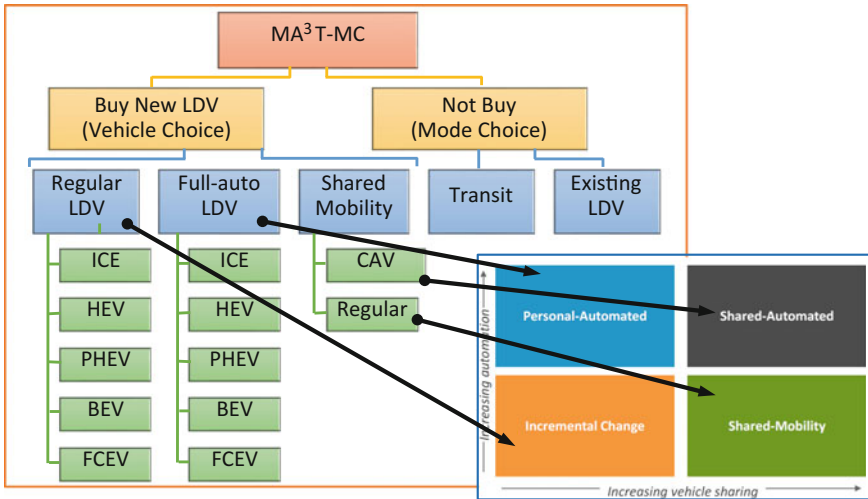 MA³T-MC
Buy New LDV
(Vehicle Choice)
Not Buy
(Mode Choice)
Regular
LDV
Full-auto
LDV
Shared
Mobility
Transit
Existing
LDV
ICE
HEV
PHEV
BEV
FCEV
ICE
HEV
PHEV
BEV
FCEV
CAV
Regular
Increasing automation
Personal-Automated
Shared-Automated
Incremental Change
Shared-Mobility
Increasing vehicle sharing